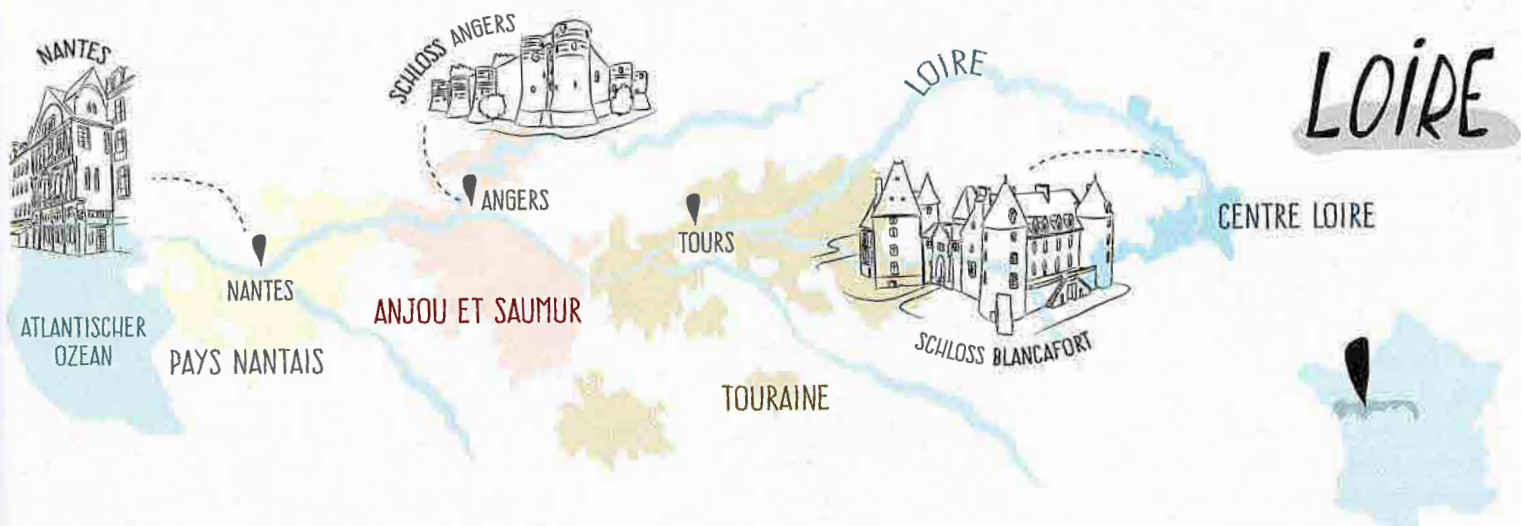 NANTES
SCHLOSS ANGERS
LOIRE
LOIRE
ANGERS
TOURS
CENTRE LOIRE
NANTES
ANJOU ET SAUMUR
ATLANTISCHER
OZEAN
PAYS NANTAIS
SCHLOSS BLANCAFORT
TOURAINE